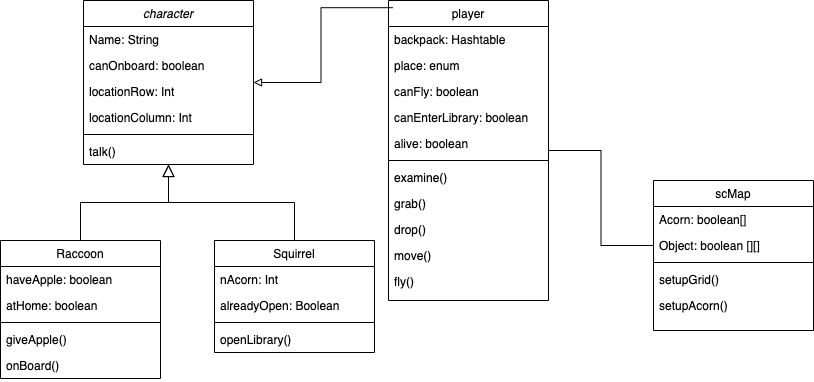 character
Name: String
canOnboard: boolean
locationRow: Int
locationColumn: Int
talk()
player
backpack: Hashtable
place: enum
canFly: boolean
canEnterLibrary: boolean
alive: boolean
examine()
grab()
drop()
move()
fly()
scMap
Acorn: boolean[]
Object: boolean [][]
setupGrid()
setupAcorn()
Raccoon
haveApple: boolean
atHome: boolean
giveApple()
onBoard()
Squirrel
nAcorn: Int
alreadyOpen: Boolean
openLibrary()